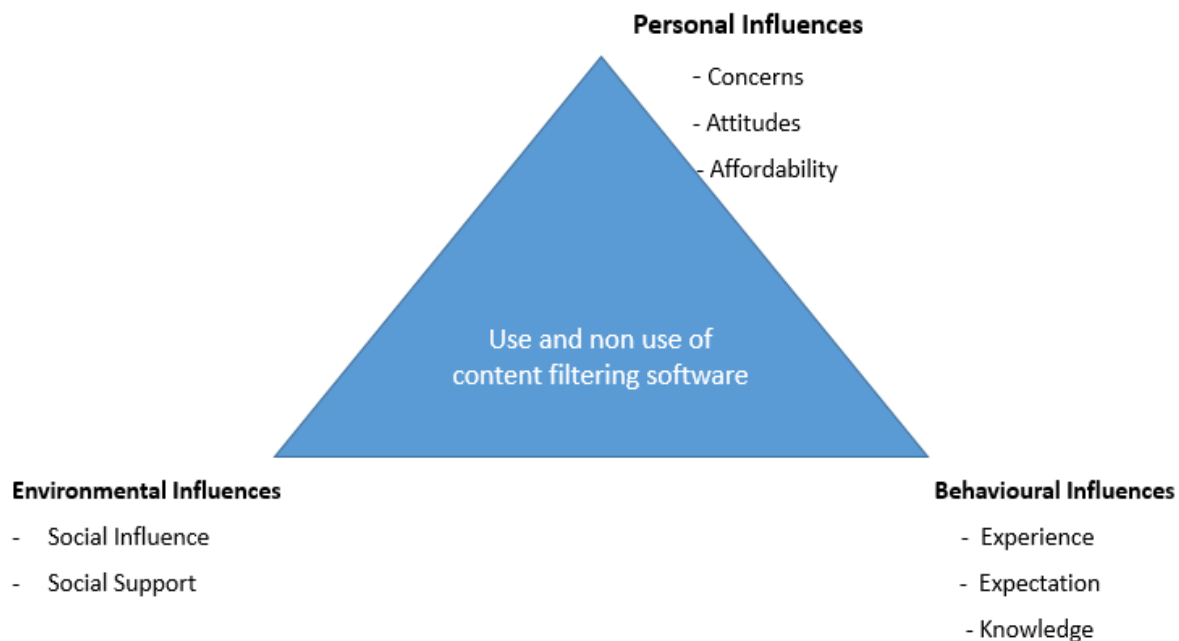 Personal Influences
- Concerns
- Attitudes
- Affordability
Use and non use of
content filtering software
Environmental Influences
- Social Influence
- Social Support
Behavioural Influences
- Experience
- Expectation
- Knowledge